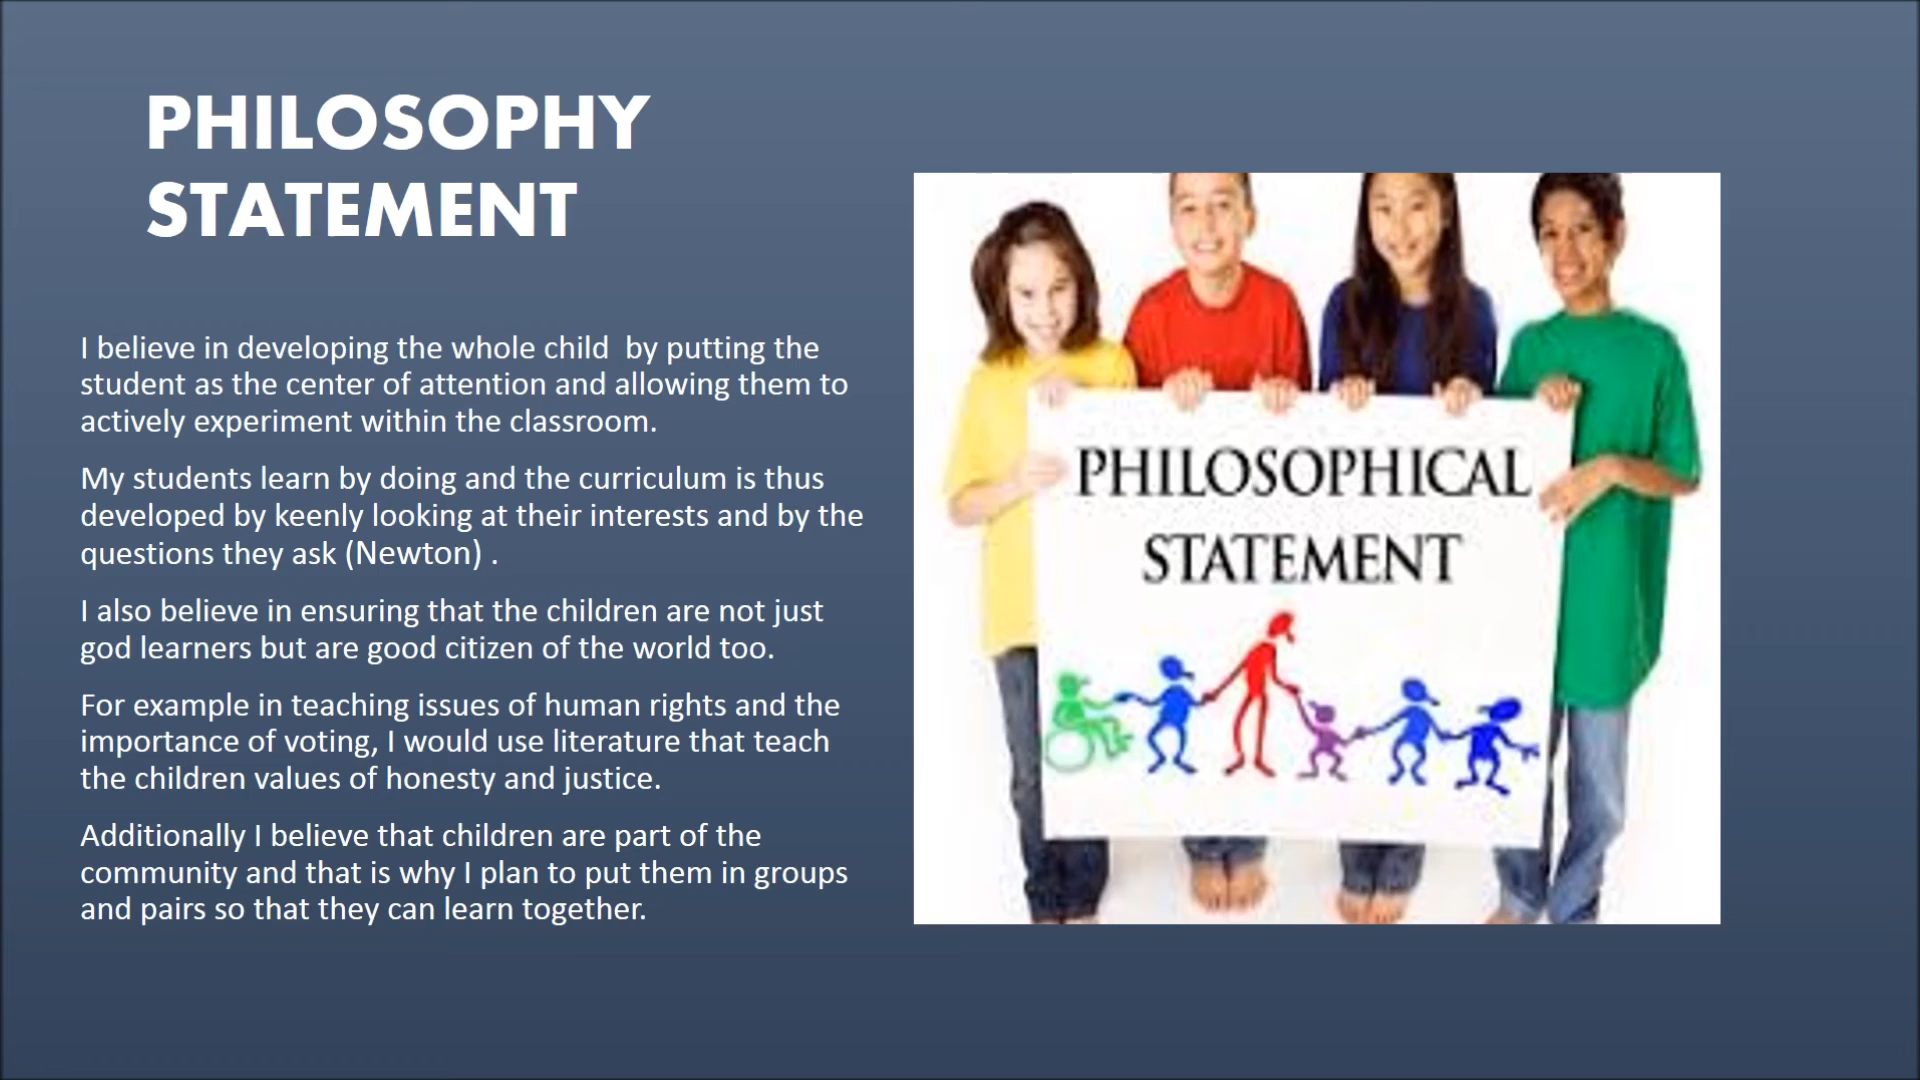 PHILOSOPHY
STATEMENT
I believe in developing the whole child  by putting the
student as the center of attention and allowing them to
actively experiment within the classroom.
My students learn by doing and the curriculum is thus
developed by keenly looking at their interests and by the
questions they ask (Newton) .
I also believe in ensuring that the children are not just
god learners but are good citizen of the world too.
For example in teaching issues of human rights and the
importance of voting, I would use literature that teach
the children values of honesty and justice.
Additionally I believe that children are part of the
community and that is why I plan to put them in groups
and pairs so that they can learn together.
PHILOSOPHICAL
STATEMENT